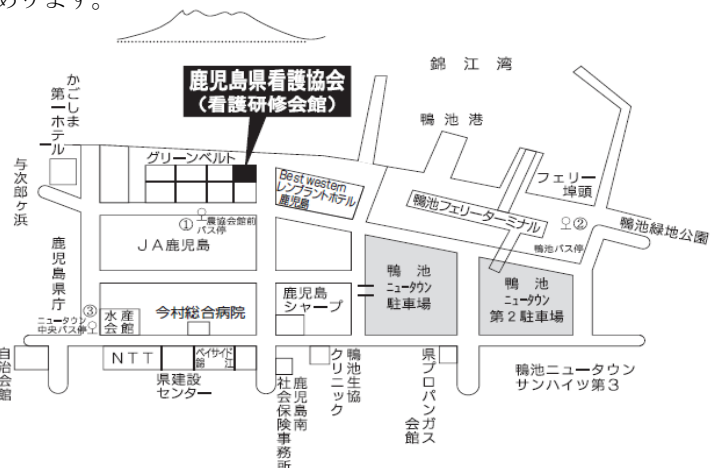 あります。
錦江湾
鹿児島県看護協会
（看護研修会館）
かごしま
第一ホテル
鴨池港
グリーンベルト
Best western
レンブラントホテル
鹿児島
フェリー
埠頭
与次郎ヶ浜
鴨池フェリーターミナル
②
鴨池緑地公園
①
農協会館前
バス停
鴨池バス停
JA鹿児島
鹿児島県庁
鴨池
ニュータウン
駐車場
鴨池
ニュータウン
第2駐車場
鹿児島
シャープ
③
ニュータウン
中央バス停
水産
会館
今村総合病院
自治会館
NTT
ベイサイド
錦江
県建設
センター
鹿児島南
社会保険事務所
鴨池生協
クリニック
県プロパンガス
会館
鴨池ニュータウン
サンハイツ第3